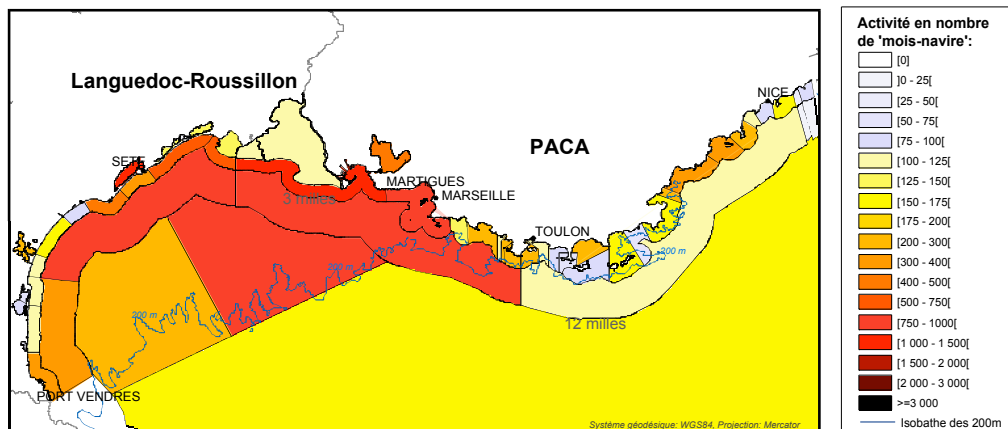 Languedoc-Roussillon
PACA
NICE
SETE
MARTIGUES
3 milles
MARSEILLE
TOULON
200 m
200 m
200 m
12 milles
PORT VENDRES
Système géodésique: WGS84, Projection: Mercator
Activité en nombre
de 'mois-navire':
[0]
]0 - 25[
[25 - 50[
[50 - 75[
[75 - 100[
[100 - 125[
[125 - 150[
[150 - 175[
[175 - 200[
[200 - 300[
[300 - 400[
[400 - 500[
[500 - 750[
[750 - 1000[
[1 000 - 1 500[
[1 500 - 2 000[
[2 000 - 3 000[
>=3 000
Isobathe des 200m